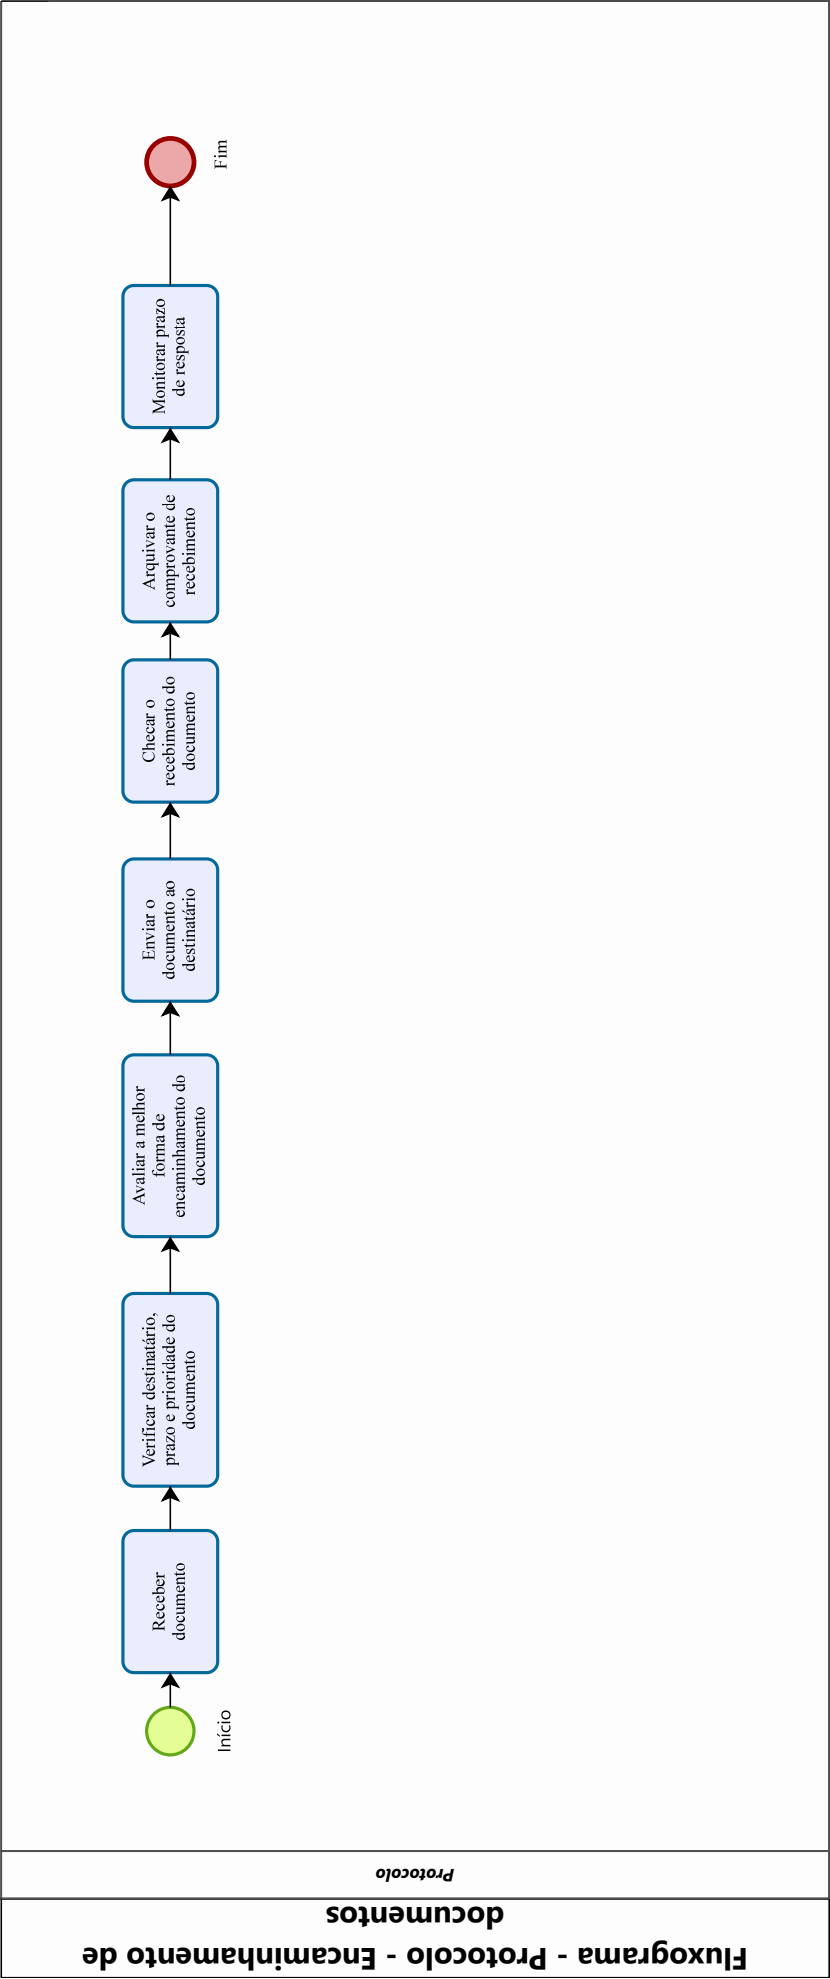 Fluxograma - Protocolo - Encaminhamento de
documentos
Protocolo
Início
Receber
documento
Verificar destinatário,
prazo e prioridade do
documento
Avaliar a melhor
forma de
encaminhamento do
documento
Enviar o
documento ao
destinatário
Checar o
recebimento do
documento
Arquivar o
comprovante de
recebimento
Monitorar prazo
de resposta
Fim